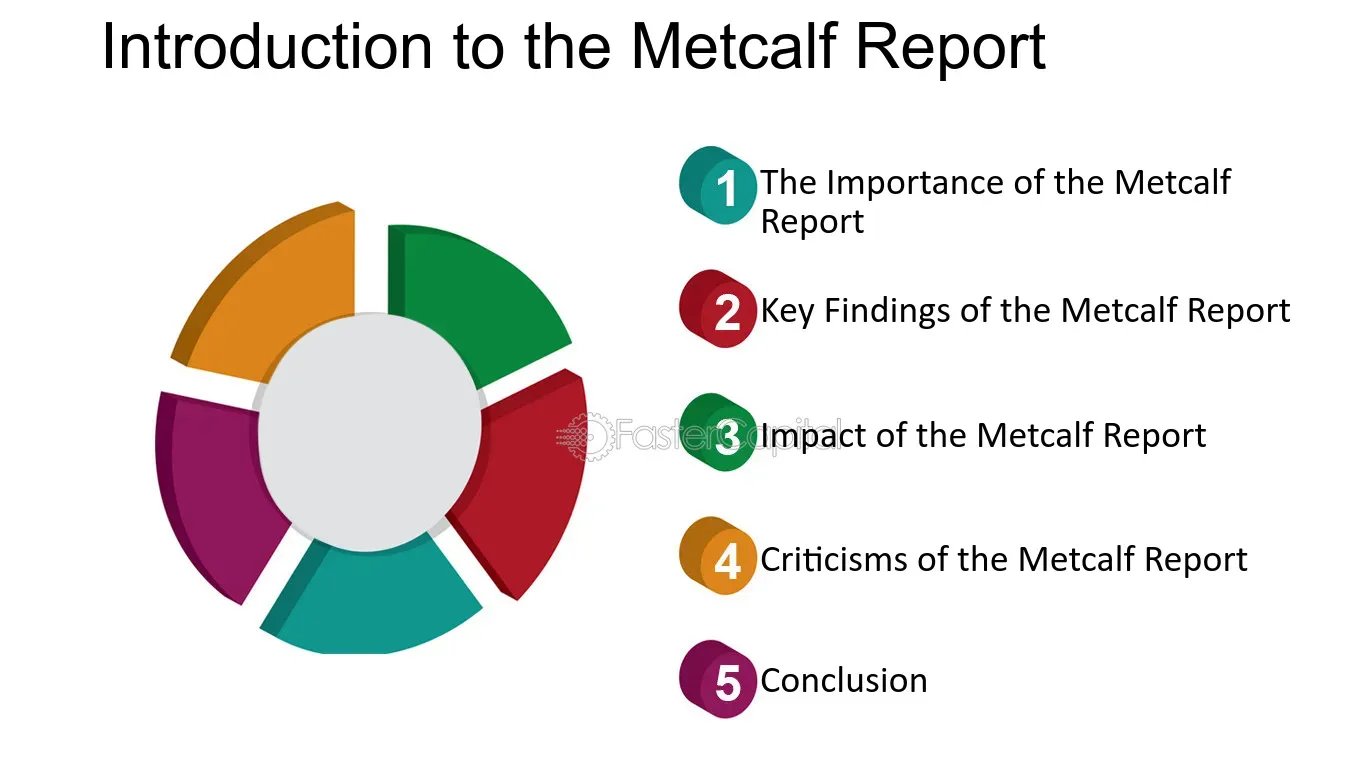 Introduction to the Metcalf Report
1
The Importance of the Metcalf
Report
2
Key Findings of the Metcalf Report
FasterCapital
3
Impact of the Metcalf Report
4
Criticisms of the Metcalf Report
5
Conclusion